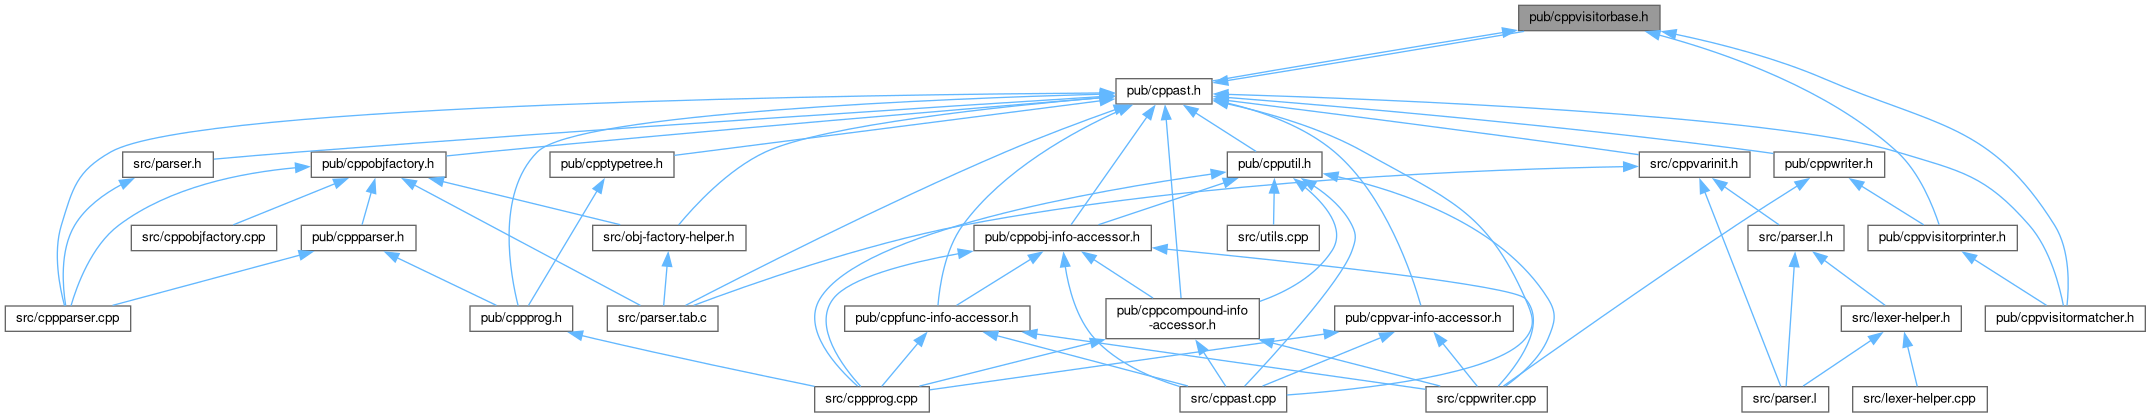 pub/cppvisitorbase.h
pub/cppast.h
src/parser.h
pub/cppobjfactory.h
pub/cpptypetree.h
pub/cpputil.h
src/cppvarinit.h
pub/cppwriter.h
src/cppobjfactory.cpp
pub/cppparser.h
src/obj-factory-helper.h
pub/cppobj-info-accessor.h
src/utils.cpp
src/parser.l.h
pub/cppvisitorprinter.h
src/cppparser.cpp
pub/cppprog.h
src/parser.tab.c
pub/cppfunc-info-accessor.h
pub/cppcompound-info
-accessor.h
pub/cppvar-info-accessor.h
src/lexer-helper.h
pub/cppvisitormatcher.h
src/cppprog.cpp
src/cppast.cpp
src/cppwriter.cpp
src/parser.l
src/lexer-helper.cpp